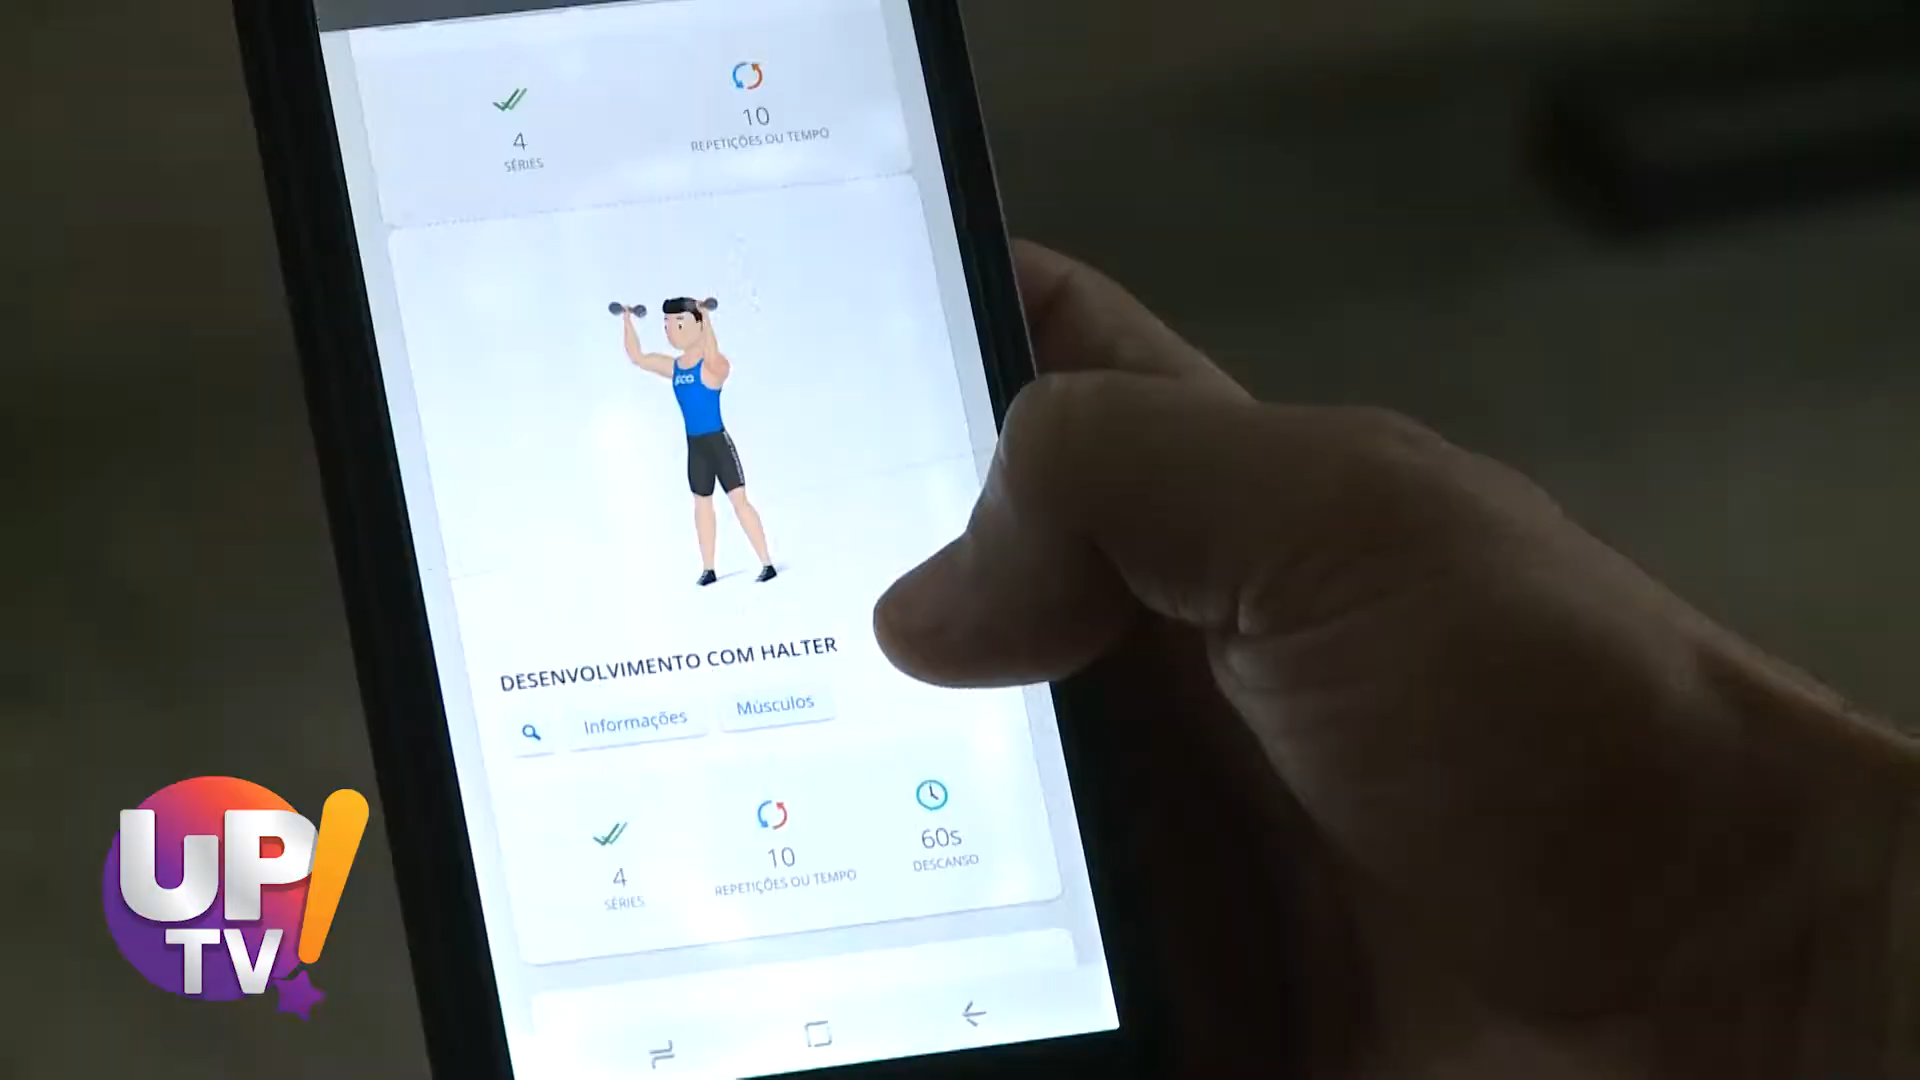 4
SÉRIES
10
REPETIÇÕES OU TEMPO
DESENVOLVIMENTO COM HALTER
Informações
Músculos
4
SÉRIES
10
REPETIÇÕES OU TEMPO
60s
DESCANSO
UP!
TV